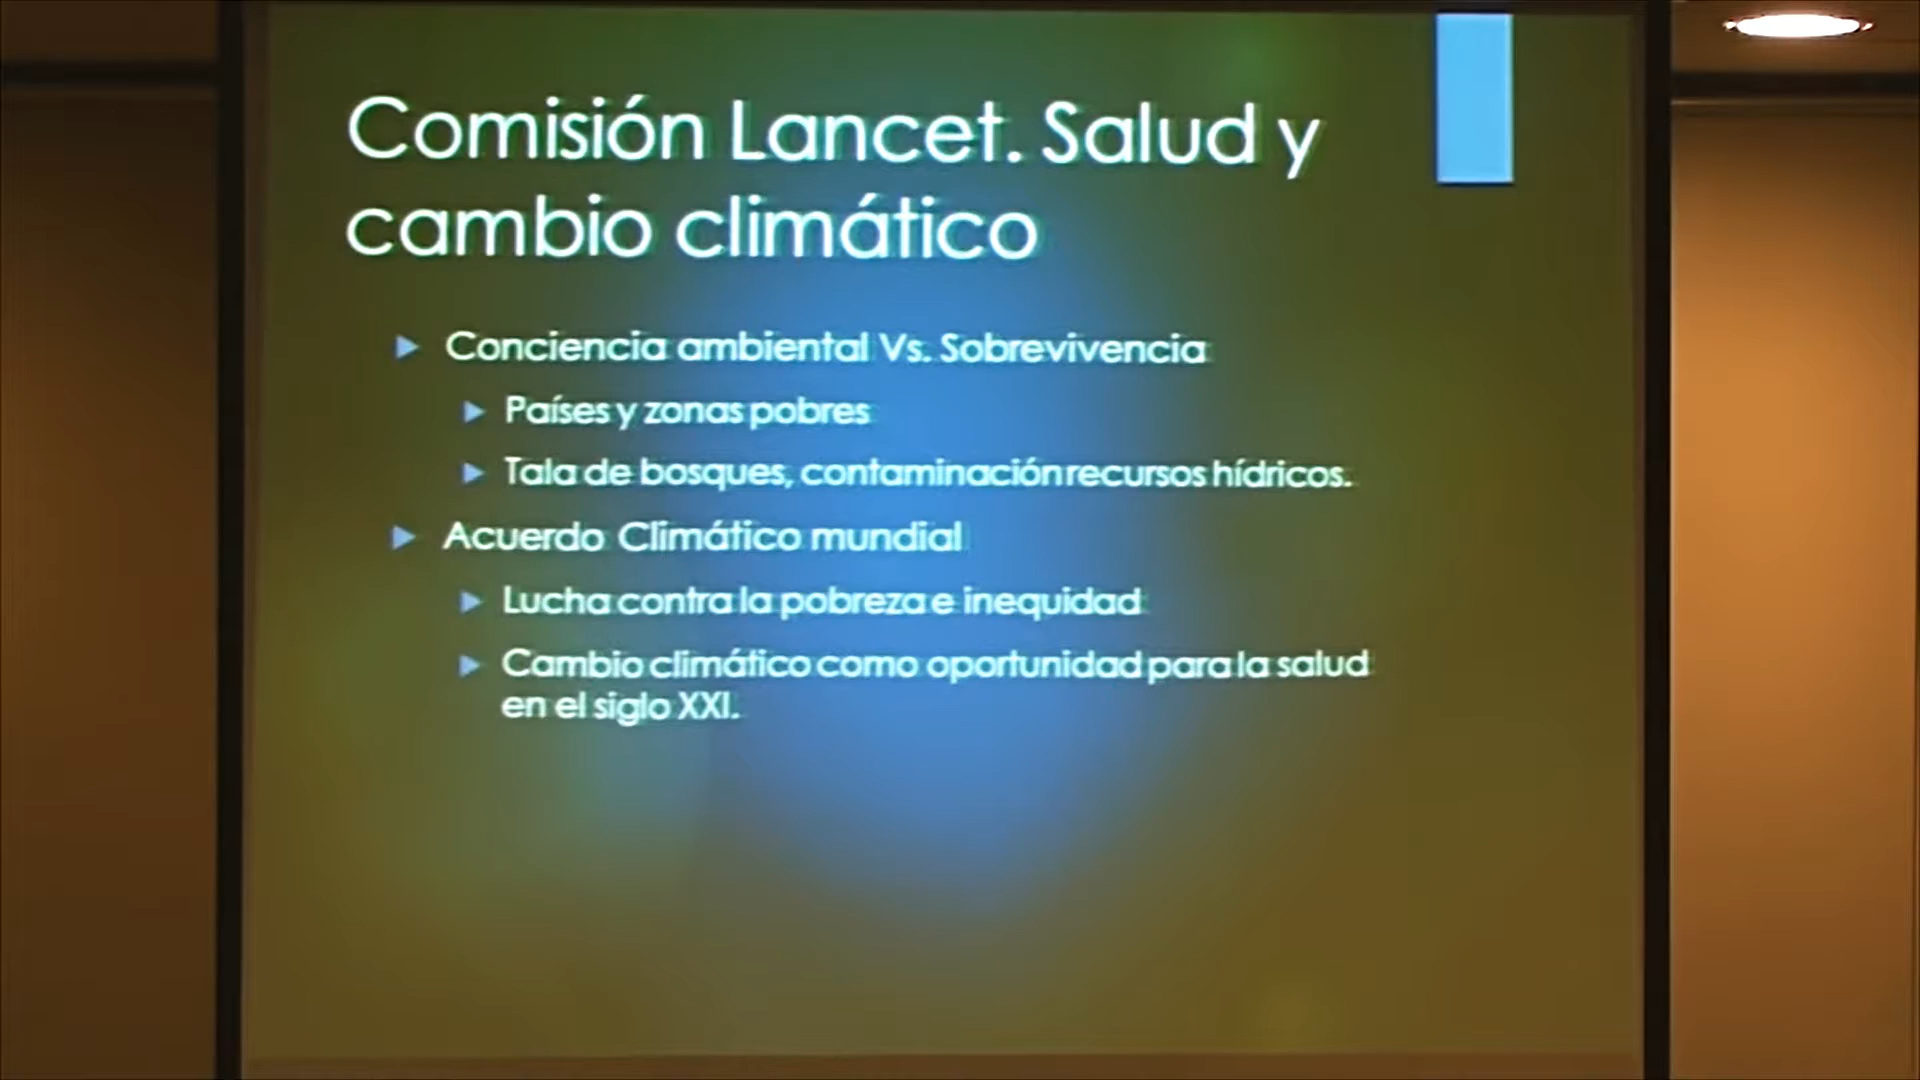 Comisión Lancet. Salud y
cambio climático
Conciencia ambiental Vs. Sobrevivencia
Países y zonas pobres
Tala de bosques, contaminación recursos hídricos.
Acuerdo Climático mundial
Lucha contra la pobreza e inequidad
Cambio climático como oportunidad para la salud
en el siglo XXI.